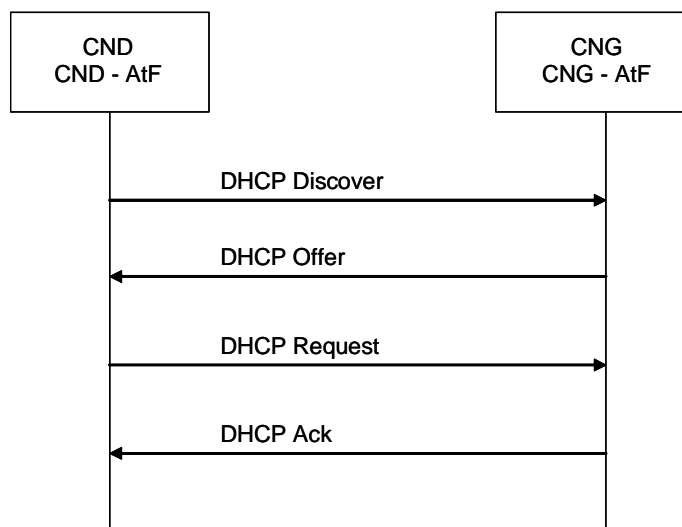 CND
CND - AtF
CNG
CNG - AtF
DHCP Discover
DHCP Offer
DHCP Request
DHCP Ack